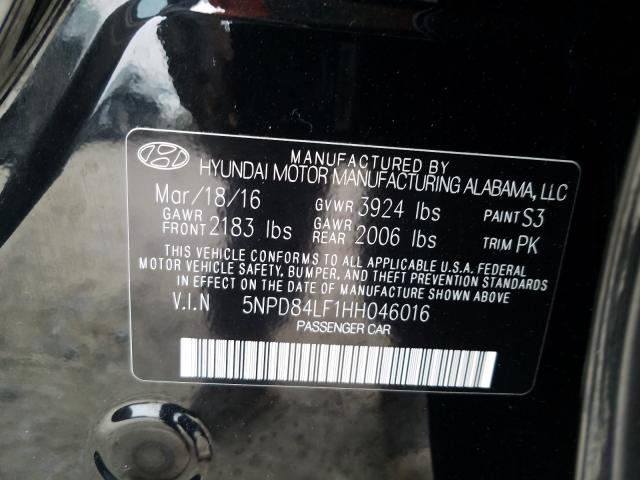 MANUFACTURED BY
HYUNDAI MOTOR MANUFACTURING ALABAMA, LLC
Mar/18/16 GVWR 3924 lbs PAINT S3
GAWR FRONT 2183 lbs GAWR REAR 2006 lbs TRIM PK
THIS VEHICLE CONFORMS TO ALL APPLICABLE U.S.A. FEDERAL
MOTOR VEHICLE SAFETY, BUMPER, AND THEFT PREVENTION STANDARDS
IN EFFECT ON THE DATE OF MANUFACTURE SHOWN ABOVE
V.I.N 5NPD84LF1HH046016
PASSENGER CAR